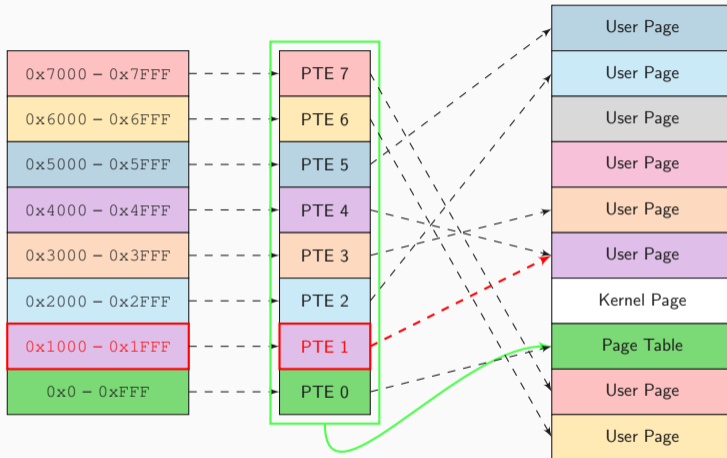 0x7000 – 0x7FFF
0x6000 – 0x6FFF
0x5000 – 0x5FFF
0x4000 – 0x4FFF
0x3000 – 0x3FFF
0x2000 – 0x2FFF
0x1000 – 0x1FFF
0x0 – 0xFFF
PTE 7
PTE 6
PTE 5
PTE 4
PTE 3
PTE 2
PTE 1
PTE 0
User Page
User Page
User Page
User Page
User Page
User Page
Kernel Page
Page Table
User Page
User Page